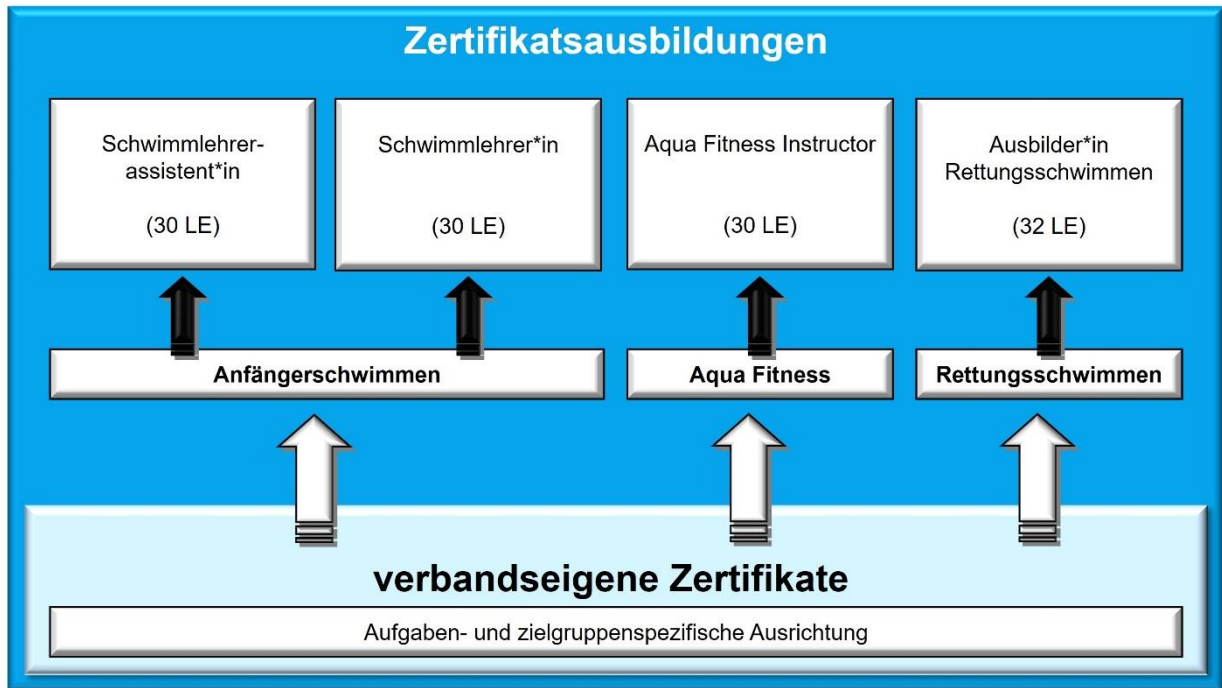 Zertifikatsausbildungen
Schwimmlehrer-
assistent*in
(30 LE)
Schwimmlehrer*in
(30 LE)
Aqua Fitness Instructor
(30 LE)
Ausbilder*in
Rettungsschwimmen
(32 LE)
Anfängerschwimmen
Aqua Fitness
Rettungsschwimmen
verbandseigene Zertifikate
Aufgaben- und zielgruppenspezifische Ausrichtung